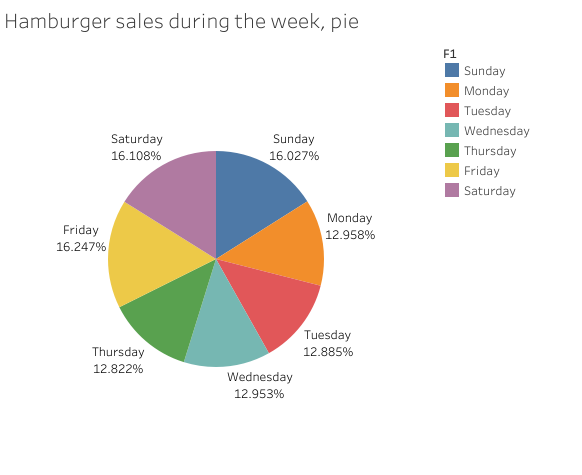 Hamburger sales during the week, pie
F1
Sunday
Monday
Tuesday
Wednesday
Thursday
Friday
Saturday
Saturday
16.108%
Sunday
16.027%
Monday
12.958%
Friday
16.247%
Tuesday
12.885%
Thursday
12.822%
Wednesday
12.953%